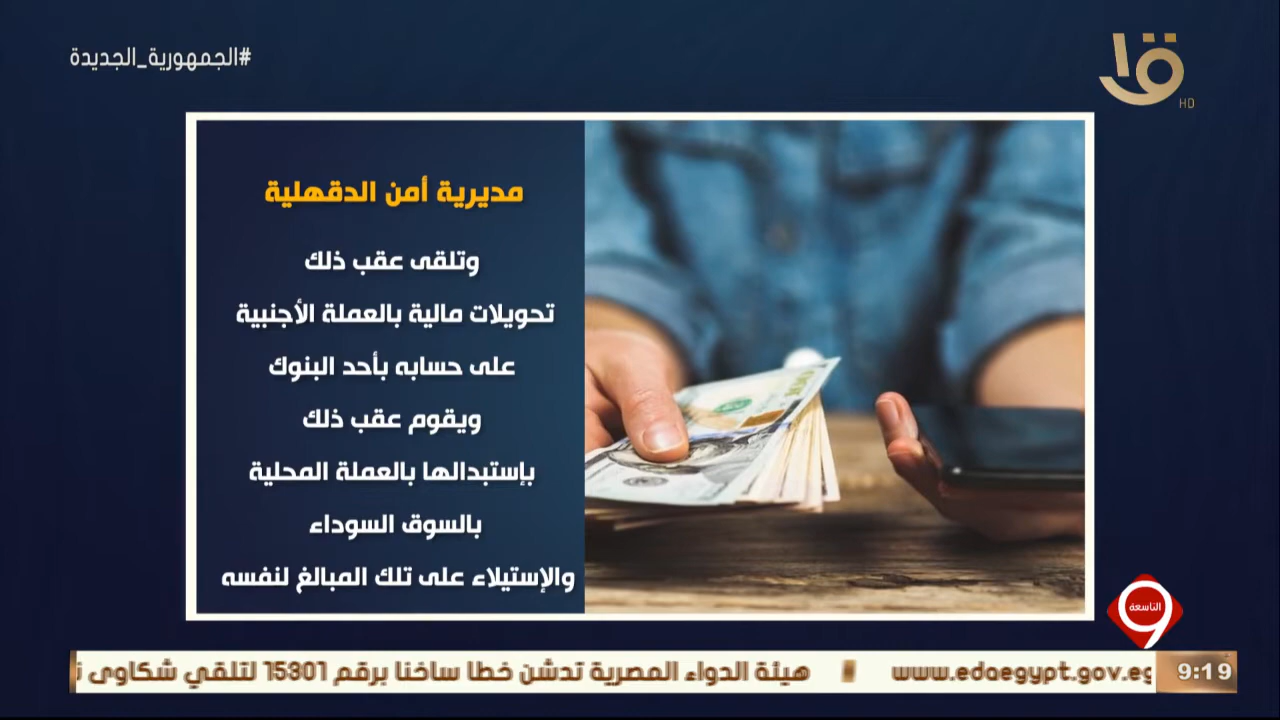 #الجمهورية_الجديدة
HD
مديرية أمن الدقهلية
وتلقى عقب ذلك
تحويلات مالية بالعملة الأجنبية
على حسابه بأحد البنوك
ويقوم عقب ذلك
بإستبدالها بالعملة المحلية
بالسوق السوداء
والإستيلاء على تلك المبالغ لنفسه
التاسعة
9
9:19
www.edaegypt.gov.eg
هيئة الدواء المصرية تدشن خطا ساخنا برقم 15301 لتلقي شكاوى